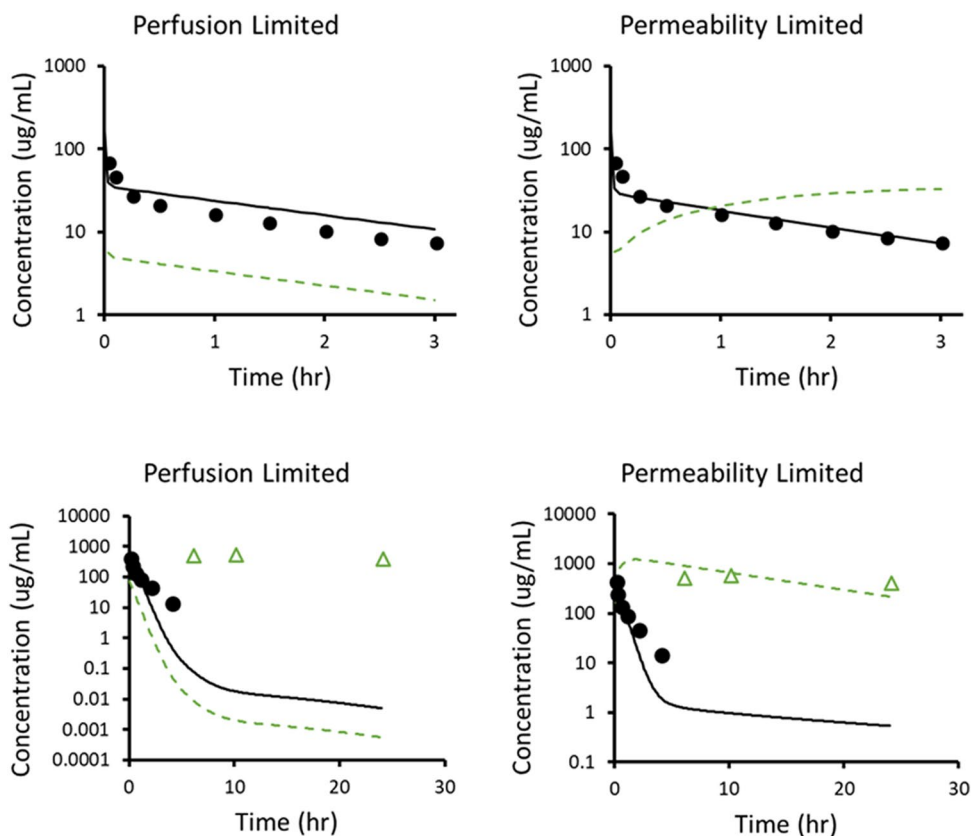 Perfusion Limited
Concentration (ug/mL)
1000
100
10
1
0 1 2 3
Time (hr)
Permeability Limited
Concentration (ug/mL)
1000
100
10
1
0 1 2 3
Time (hr)
Perfusion Limited
Concentration (ug/mL)
10000
1000
100
10
1
0.1
0.01
0.001
0.0001
0 10 20 30
Time (hr)
Permeability Limited
Concentration (ug/mL)
10000
1000
100
10
1
0.1
0 10 20 30
Time (hr)